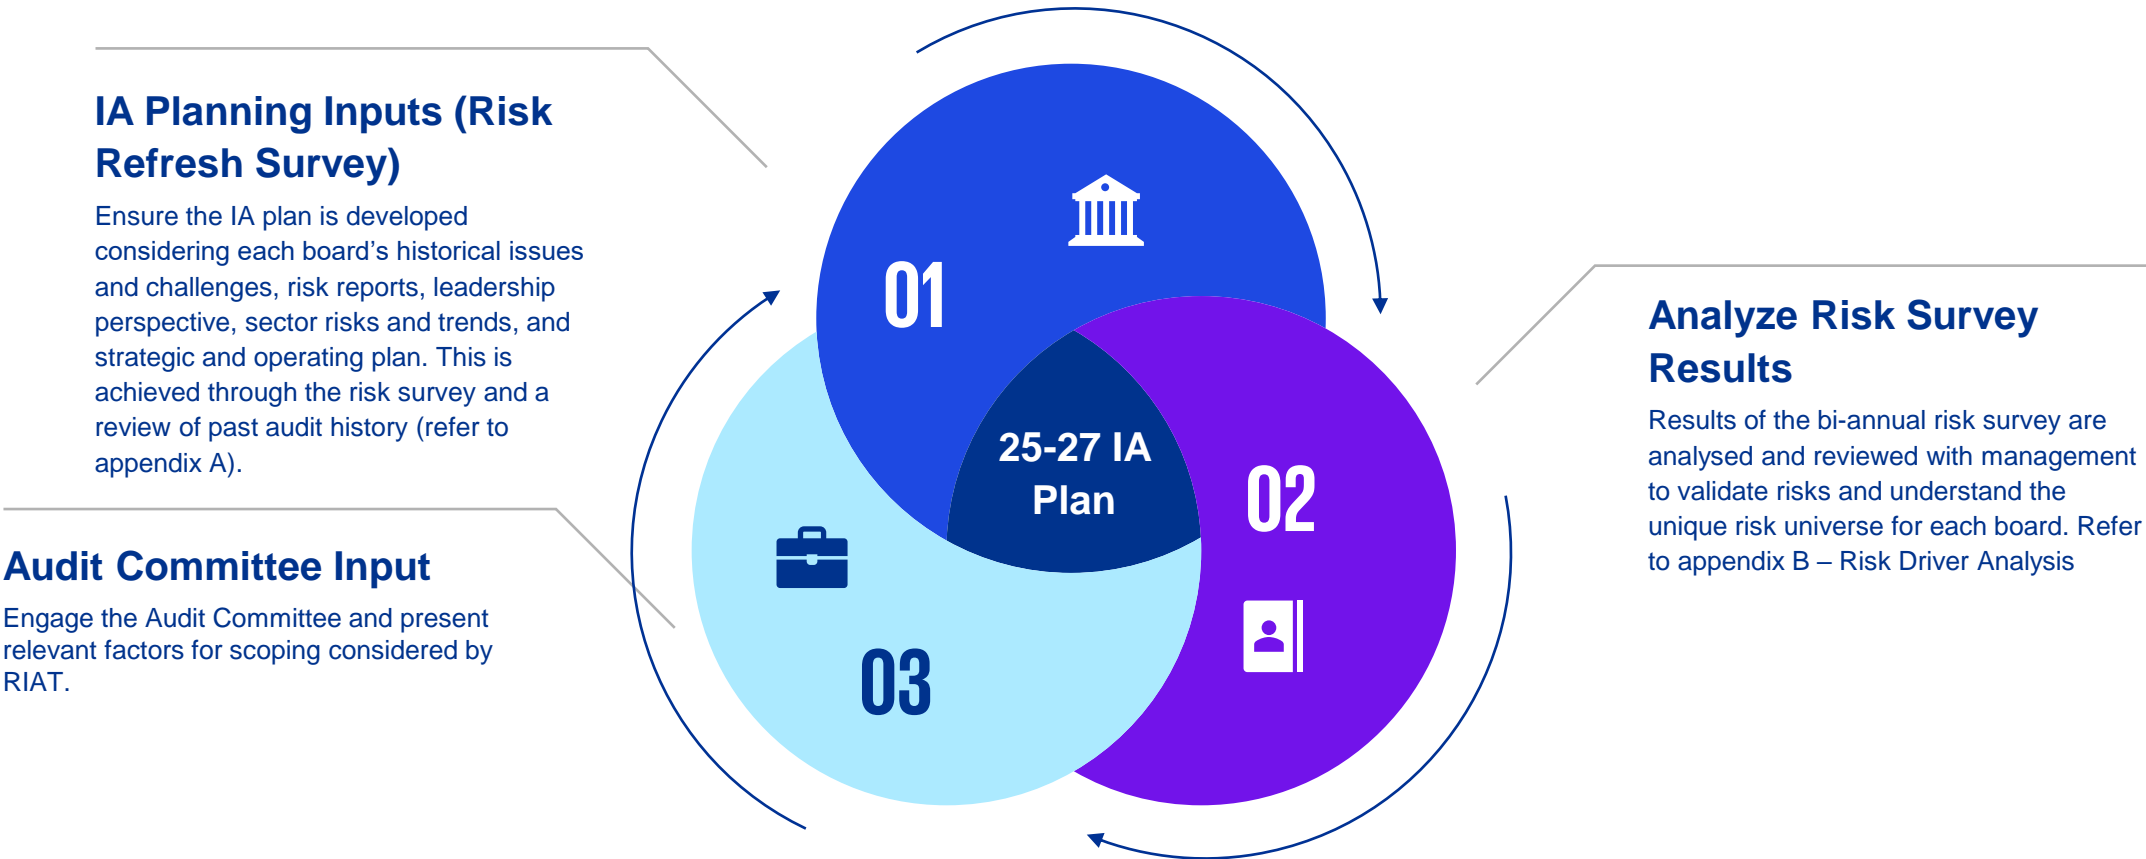 IA Planning Inputs (Risk
Refresh Survey)
Ensure the IA plan is developed
considering each board’s historical issues
and challenges, risk reports, leadership
perspective, sector risks and trends, and
strategic and operating plan. This is
achieved through the risk survey and a
review of past audit history (refer to
appendix A).
01
25-27 IA
Plan
02
Analyze Risk Survey
Results
Results of the bi-annual risk survey are
analysed and reviewed with management
to validate risks and understand the
unique risk universe for each board. Refer
to appendix B – Risk Driver Analysis
Audit Committee Input
Engage the Audit Committee and present
relevant factors for scoping considered by
RIAT.
03